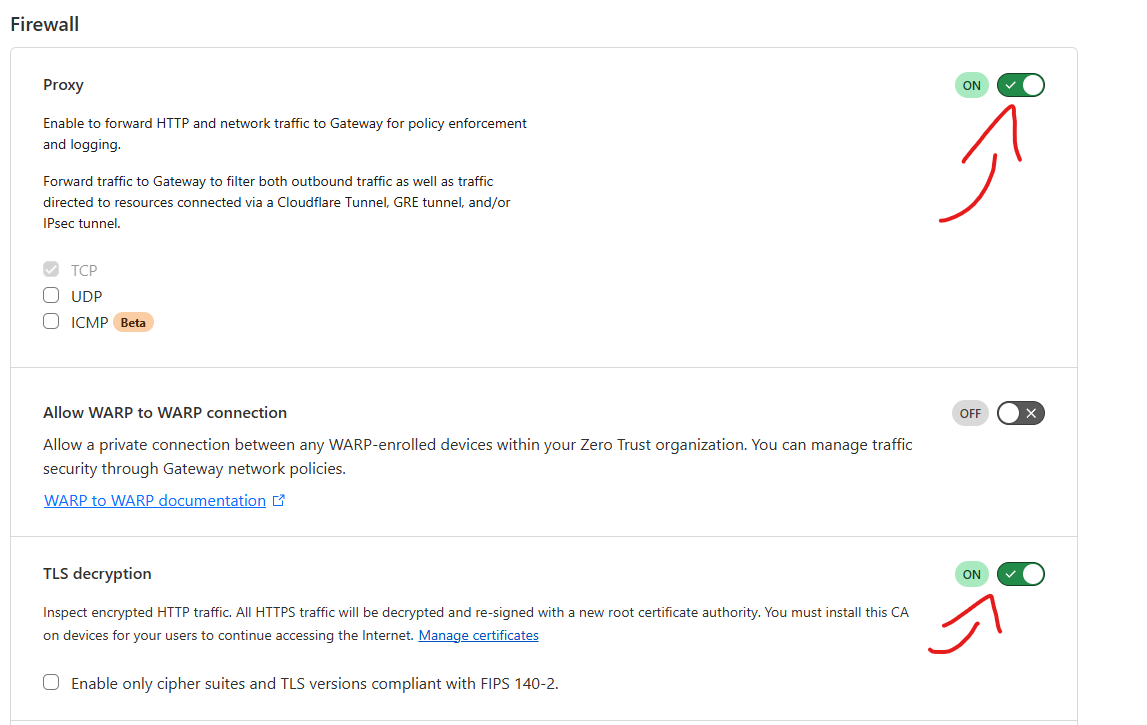 Firewall
Proxy
ON
Enable to forward HTTP and network traffic to Gateway for policy enforcement
and logging.
Forward traffic to Gateway to filter both outbound traffic as well as traffic
directed to resources connected via a Cloudflare Tunnel, GRE tunnel, and/or
IPsec tunnel.
TCP
UDP
ICMP Beta
Allow WARP to WARP connection
OFF
Allow a private connection between any WARP-enrolled devices within your Zero Trust organization. You can manage traffic
security through Gateway network policies.
WARP to WARP documentation
TLS decryption
ON
Inspect encrypted HTTP traffic. All HTTPS traffic will be decrypted and re-signed with a new root certificate authority. You must install this CA
on devices for your users to continue accessing the Internet. Manage certificates
Enable only cipher suites and TLS versions compliant with FIPS 140-2.